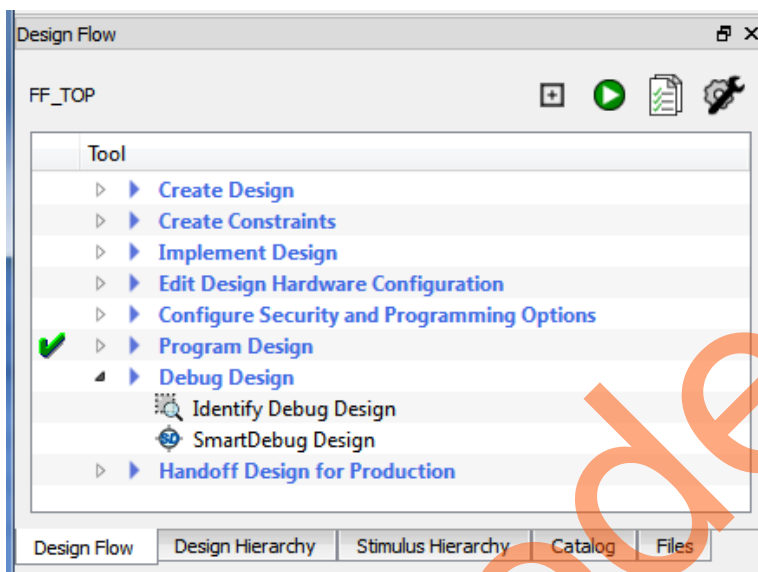 Design Flow
FF_TOP
Tool
Create Design
Create Constraints
Implement Design
Edit Design Hardware Configuration
Configure Security and Programming Options
Program Design
Debug Design
Identify Debug Design
SD SmartDebug Design
Handoff Design for Production
Design Flow Design Hierarchy Stimulus Hierarchy Catalog Files